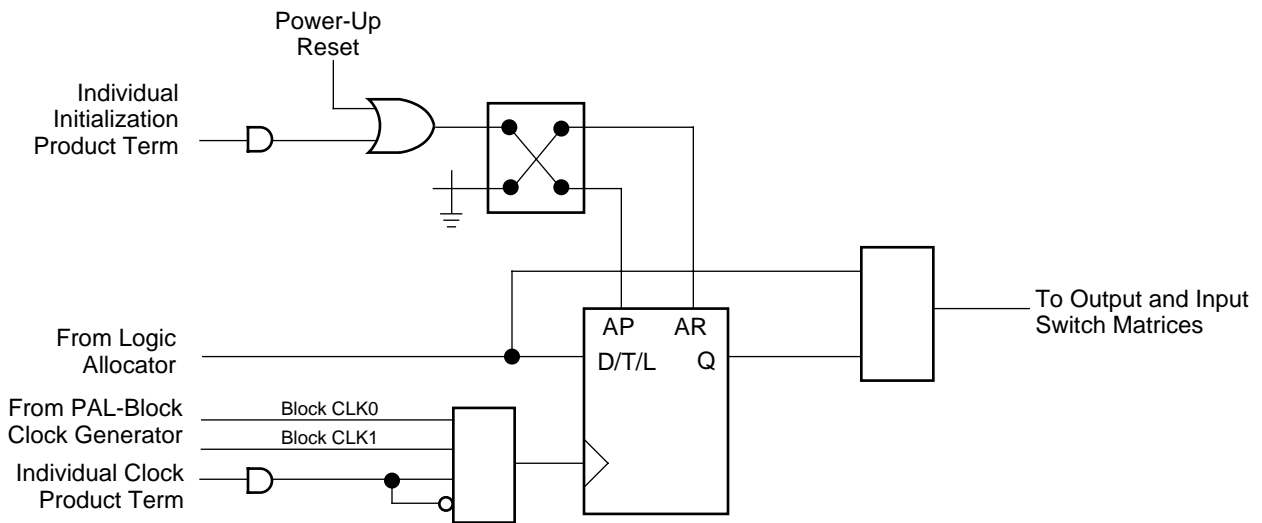 Power-Up
Reset
Individual
Initialization
Product Term
To Output and Input
Switch Matrices
AP
AR
From Logic
Allocator
D/T/L
Q
From PAL-Block
Clock Generator
Block CLK0
Block CLK1
Individual Clock
Product Term